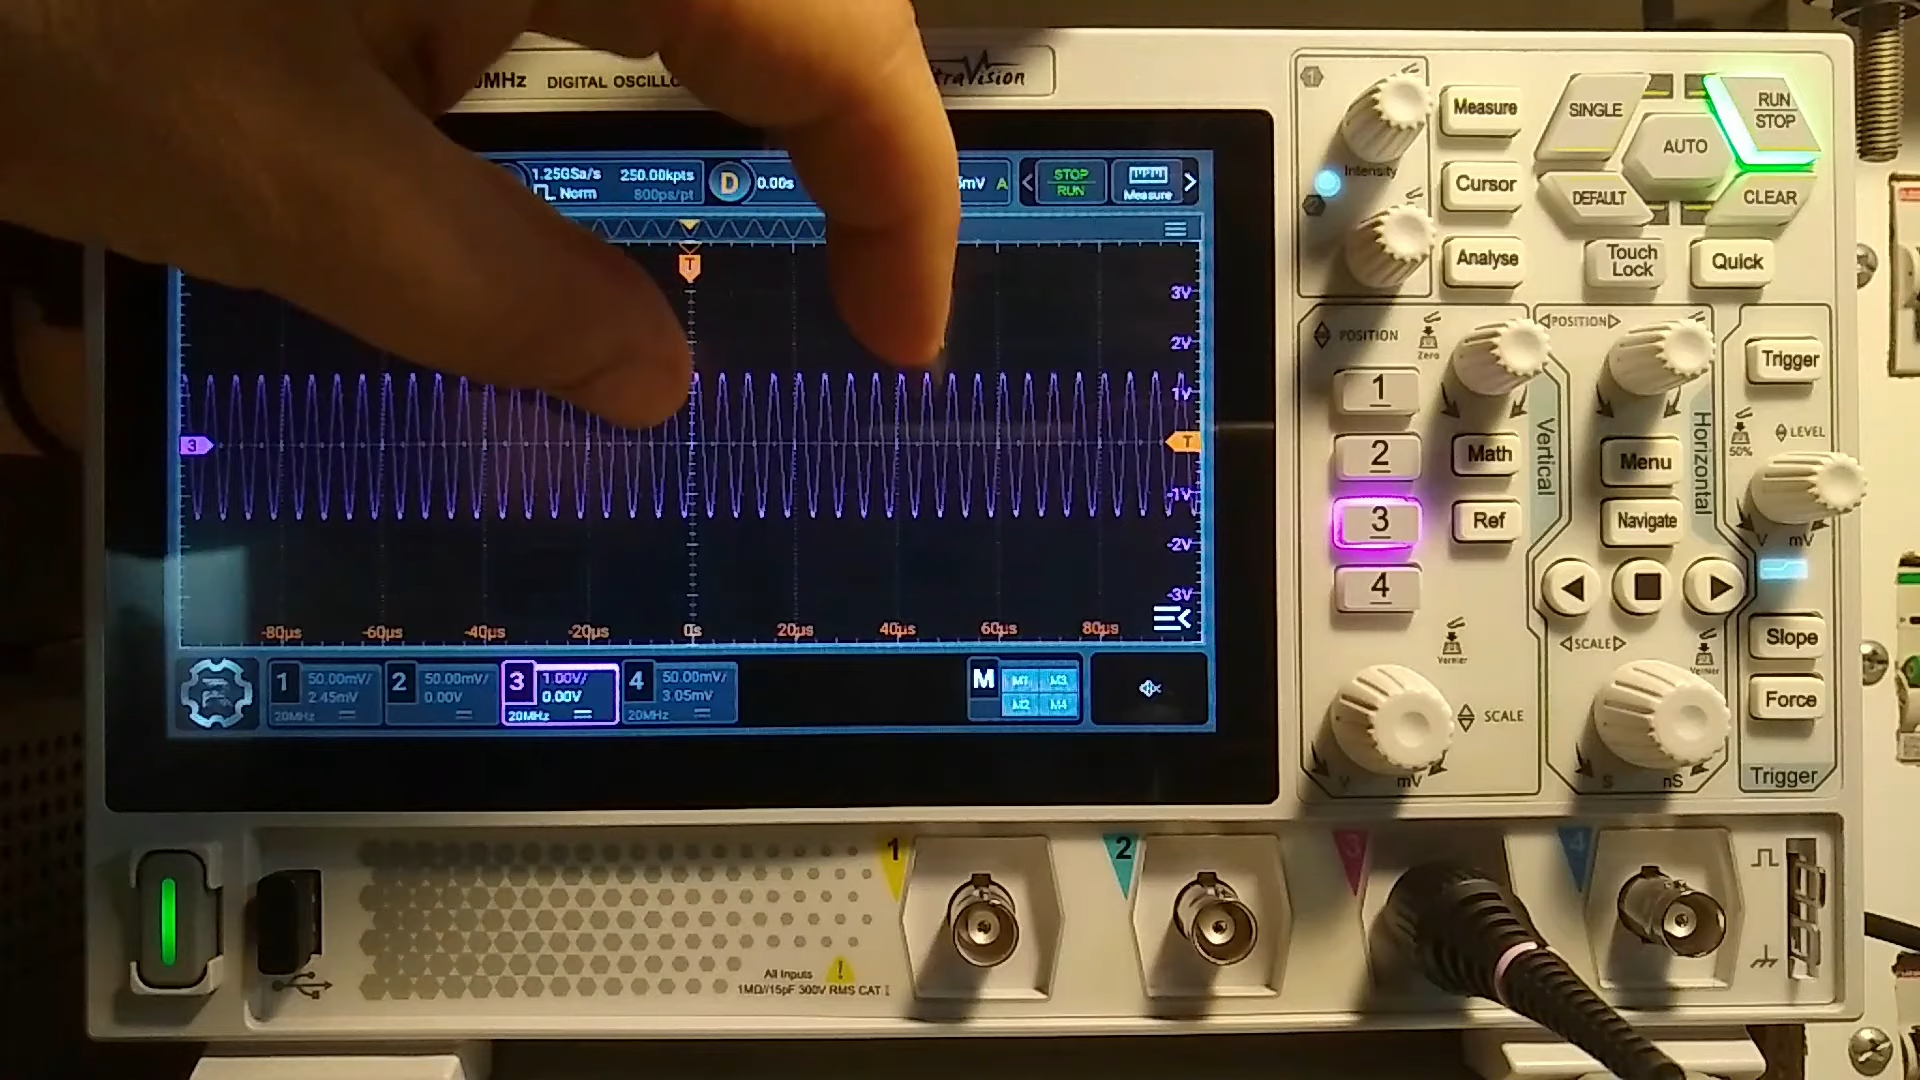 MHz DIGITAL OSCILLO
traVision
1.25GSa/s
Norm
250.00kpts
800ps/pt
D
0.00s
mV A
STOP
RUN
Measure
T
3V
2V
1V
-1V
-2V
-3V
3
T
-80µs -60µs -40µs -20µs 0s 20µs 40µs 60µs 80µs
1 50.00mV/
2.45mV
20MHz
2 50.00mV/
0.00V
20MHz
3 1.00V/
0.00V
20MHz
4 50.00mV/
3.05mV
20MHz
M M1 M3
M2 M4
Intensity
Measure
Cursor
Analyse
SINGLE
RUN
STOP
AUTO
DEFAULT
CLEAR
Touch
Lock
Quick
POSITION
Zero
1
2
3
4
Math
Ref
Vertical
Vernier
SCALE
V mV
POSITION
Horizontal
Menu
Navigate
SCALE
Vernier
S nS
Trigger
LEVEL
50%
V mV
Slope
Force
Trigger
1
2
3
4
All Inputs
1MΩ//15pF 300V RMS CAT I